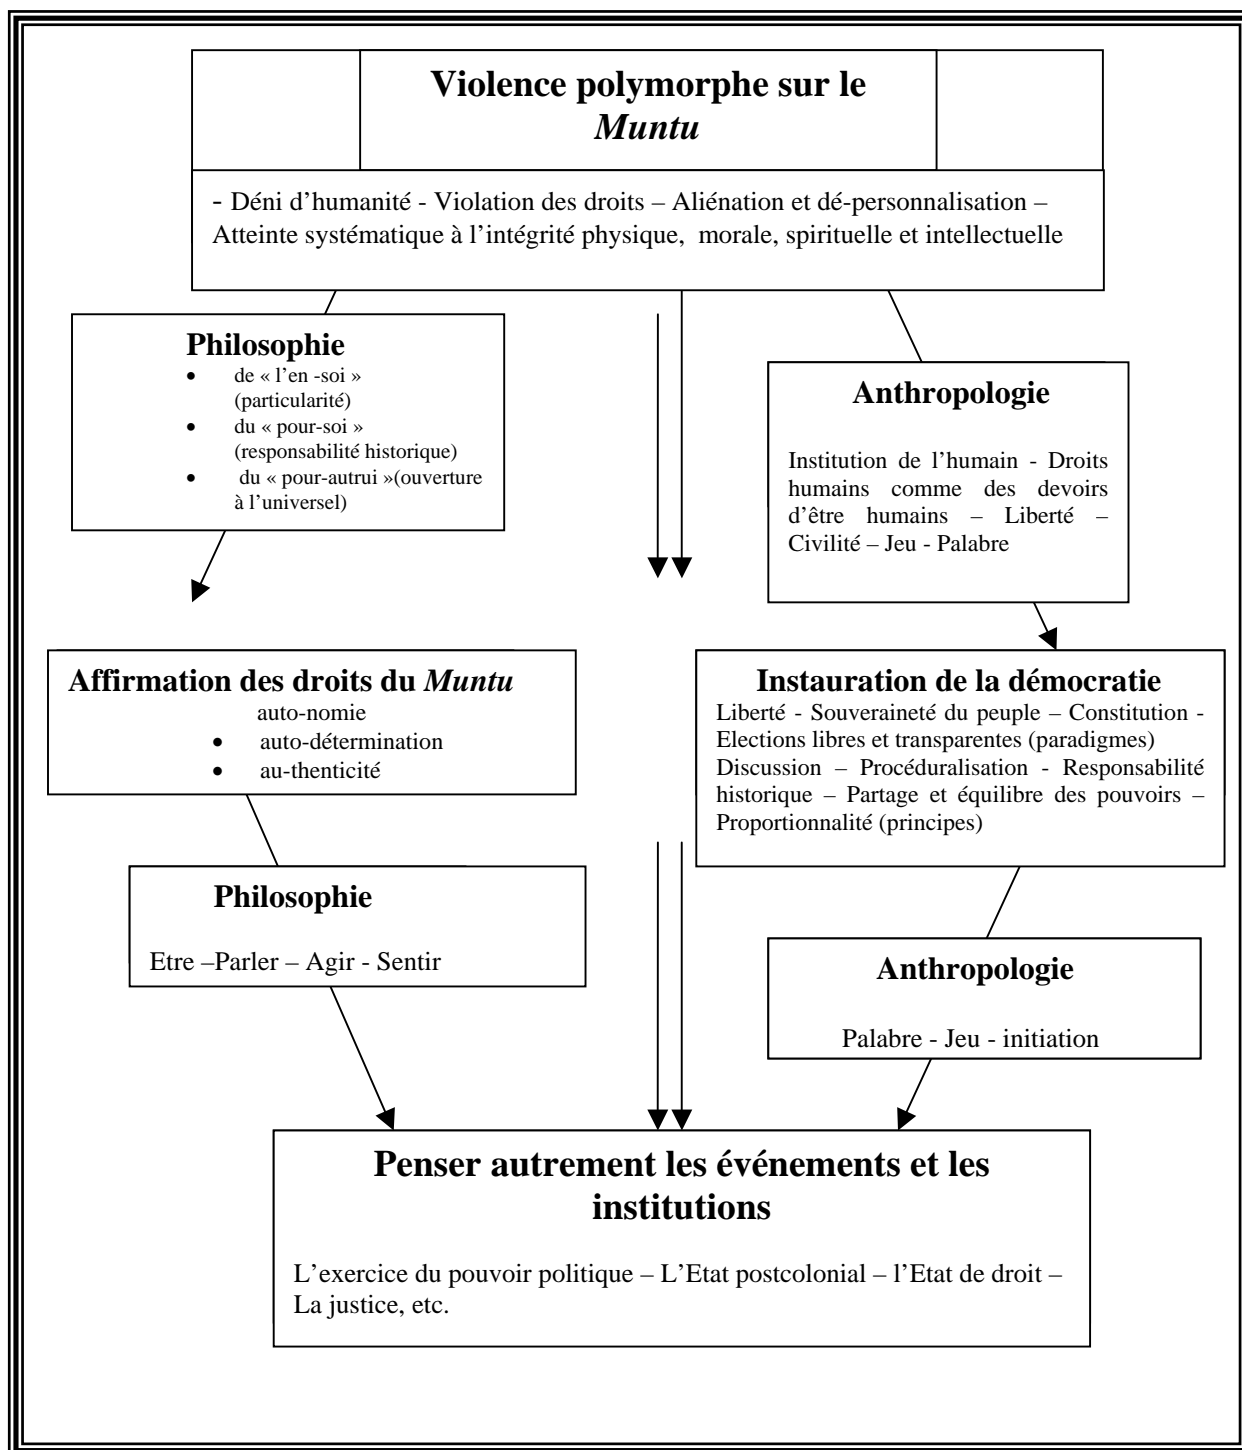 Violence polymorphe sur le
Muntu
- Déni d’humanité - Violation des droits – Aliénation et dé-personnalisation –
Atteinte systématique à l’intégrité physique, morale, spirituelle et intellectuelle
Philosophie
• de « l’en -soi »
(particularité)
• du « pour-soi »
(responsabilité historique)
• du « pour-autrui »(ouverture
à l’universel)
Anthropologie
Institution de l’humain - Droits
humains comme des devoirs
d’être humains – Liberté –
Civilité – Jeu - Palabre
Affirmation des droits du Muntu
auto-nomie
• auto-détermination
• au-thenticité
Instauration de la démocratie
Liberté - Souveraineté du peuple – Constitution -
Elections libres et transparentes (paradigmes)
Discussion – Procéduralisation - Responsabilité
historique – Partage et équilibre des pouvoirs –
Proportionnalité (principes)
Philosophie
Etre –Parler – Agir - Sentir
Anthropologie
Palabre - Jeu - initiation
Penser autrement les événements et les
institutions
L’exercice du pouvoir politique – L’Etat postcolonial – l’Etat de droit –
La justice, etc.